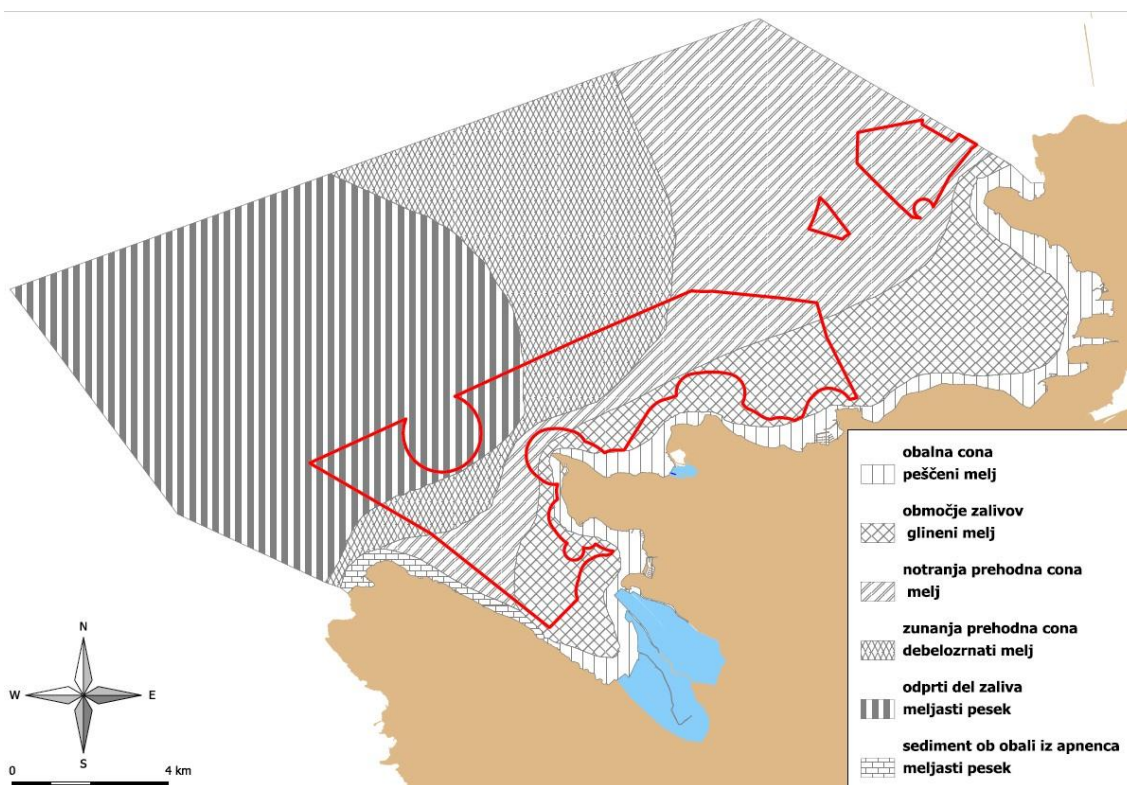 obalna cona
peščeni melj
območje zalivov
glineni melj
notranja prehodna cona
melj
zunanja prehodna cona
debelozrnati melj
odprti del zaliva
meljasti pesek
sediment ob obali iz apnenca
meljasti pesek
N
W E
S
0 4 km